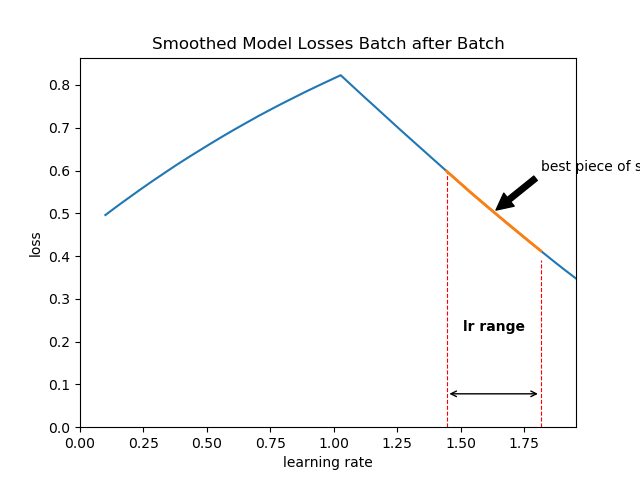 Smoothed Model Losses Batch after Batch
0.8
0.7
best piece of s
0.6
0.5
loss
0.4
0.3
lr range
0.2
0.1
0.0
0.00 0.25 0.50 0.75 1.00 1.25 1.50 1.75
learning rate